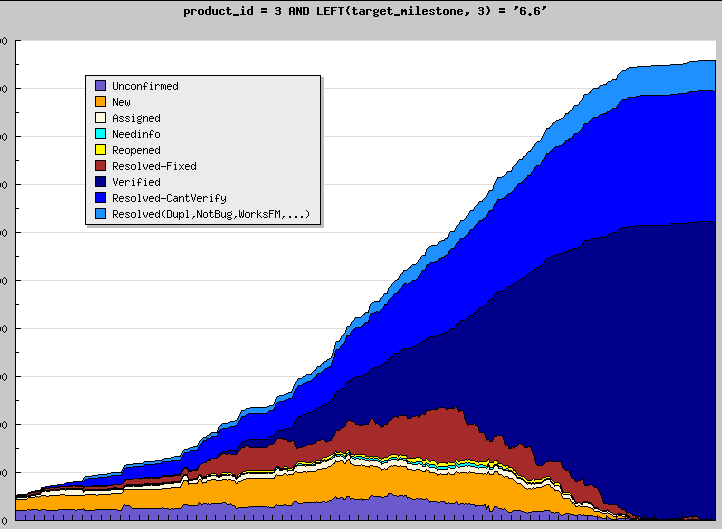 product_id = 3 AND LEFT(target_milestone, 3) = '6.6'
Unconfirmed
New
Assigned
Needinfo
Reopened
Resolved-Fixed
Verified
Resolved-CantVerify
Resolved(Dupl,NotBug,WorksFM,...)